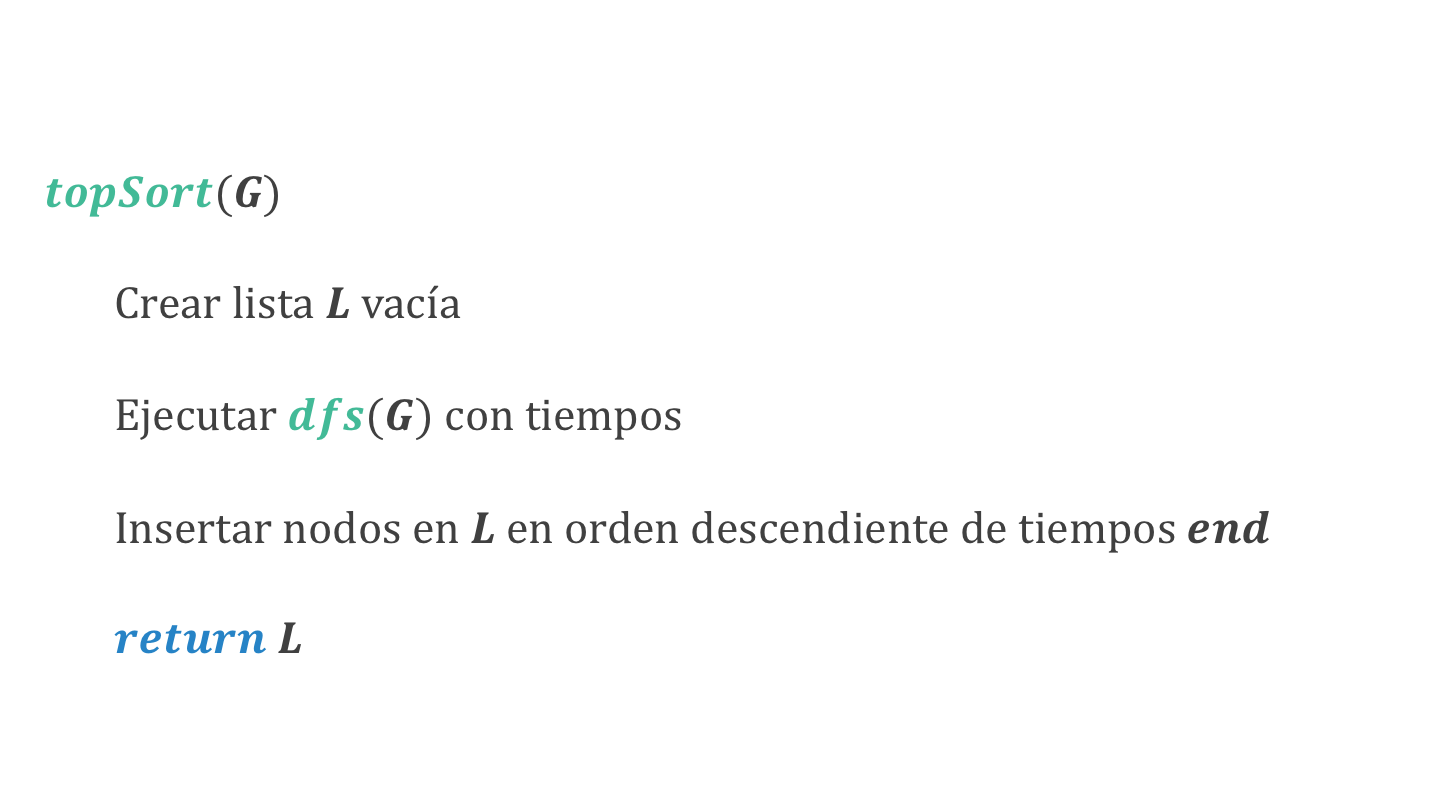 topSort(G)
Crear lista L vacía
Ejecutar dfs(G) con tiempos
Insertar nodos en L en orden descendiente de tiempos end
return L